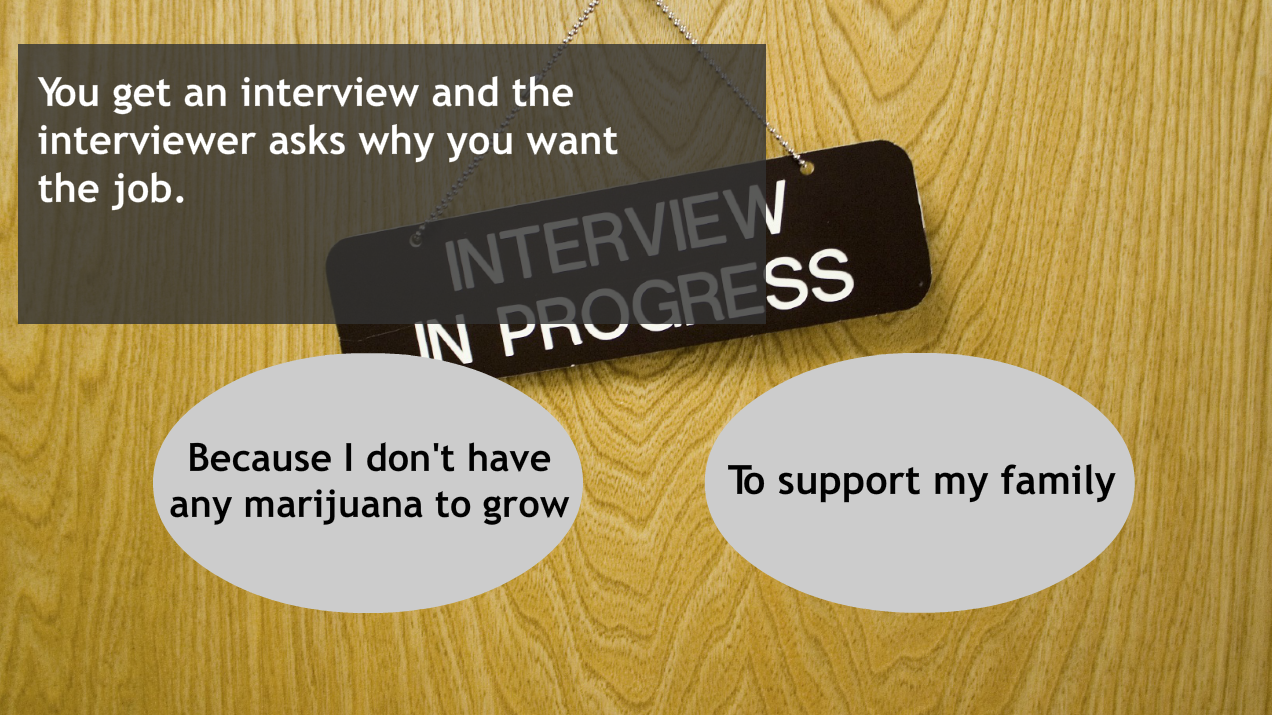 You get an interview and the
interviewer asks why you want
the job.
INTERVIEW
IN PROGRESS
Because I don't have
any marijuana to grow
To support my family